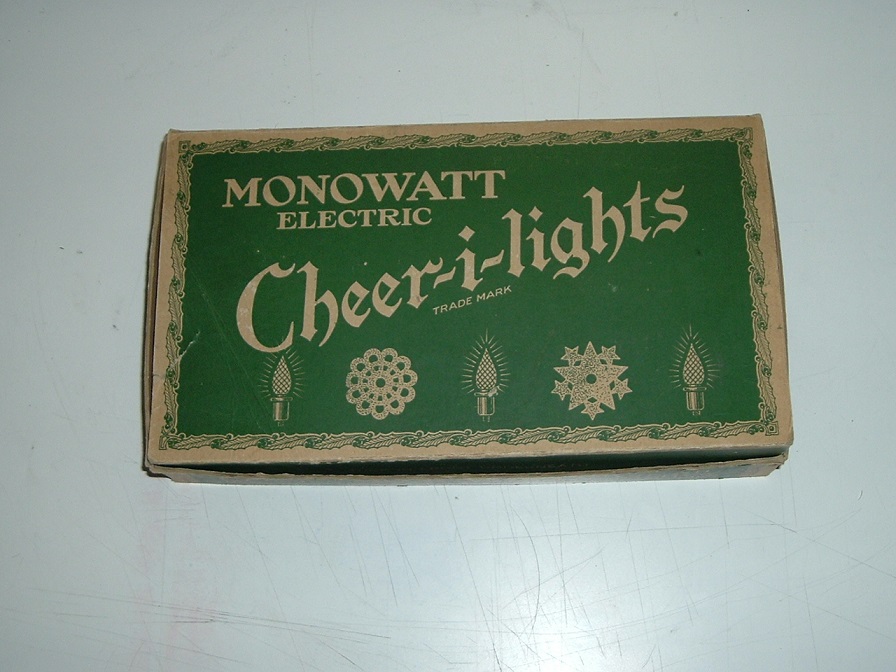 MONOWATT
ELECTRIC
Cheer-i-lights
TRADE MARK